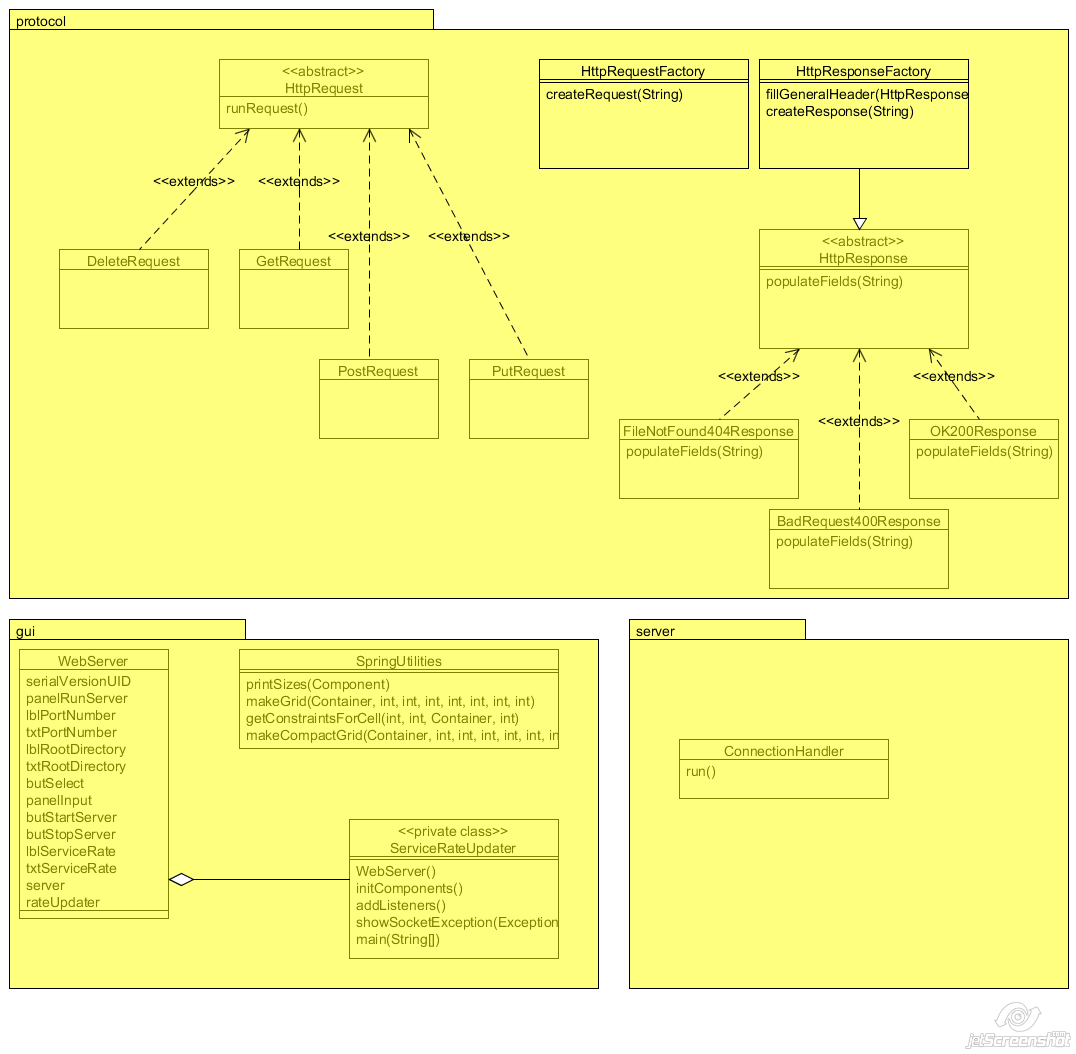 protocol
<<abstract>>
HttpRequest
runRequest()
HttpRequestFactory
createRequest(String)
HttpResponseFactory
fillGeneralHeader(HttpResponse
createResponse(String)
<<extends>>
<<extends>>
<<extends>>
<<extends>>
DeleteRequest
GetRequest
PostRequest
PutRequest
<<abstract>>
HttpResponse
populateFields(String)
<<extends>>
<<extends>>
<<extends>>
FileNotFound404Response
populateFields(String)
OK200Response
populateFields(String)
BadRequest400Response
populateFields(String)
gui
WebServer
serialVersionUID
panelRunServer
lblPortNumber
txtPortNumber
lblRootDirectory
txtRootDirectory
butSelect
panelInput
butStartServer
butStopServer
lblServiceRate
txtServiceRate
server
rateUpdater
SpringUtilities
printSizes(Component)
makeGrid(Container, int, int, int, int, int, int, int)
getConstraintsForCell(int, int, Container, int)
makeCompactGrid(Container, int, int, int, int, int, in
<<private class>>
ServiceRateUpdater
WebServer()
initComponents()
addListeners()
showSocketException(Exception
main(String[])
server
ConnectionHandler
run()
jetScreenshot.com